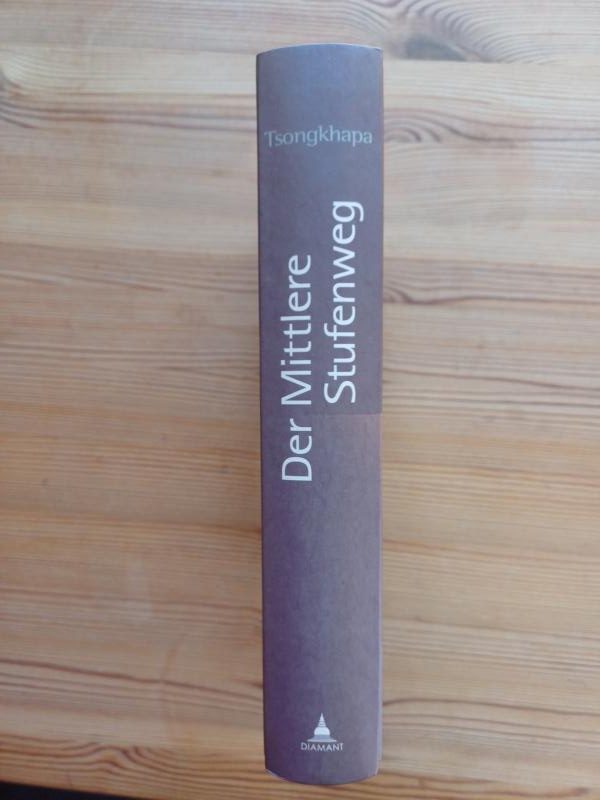 Tsongkhapa
Der Mittlere
Stufenweg
DIAMANT